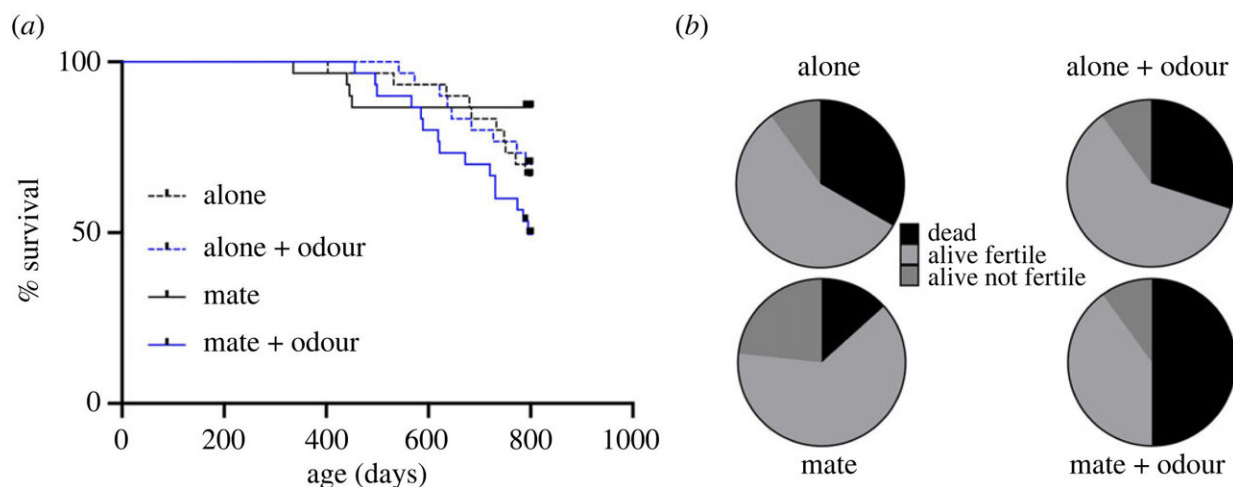 (a)
% survival
100
50
0
0 200 400 600 800 1000
age (days)
alone
alone + odour
mate
mate + odour
(b)
alone
alone + odour
dead
alive fertile
alive not fertile
mate
mate + odour